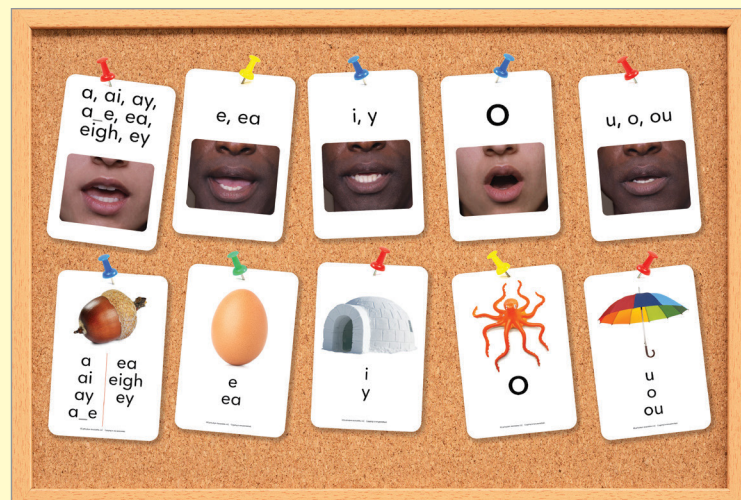 a, ai, ay,
a_e, ea,
eigh, ey
e, ea
i, y
o
u, o, ou
a
ai
ay
a_e
ea
eigh
ey
e
ea
i
y
o
u
o
ou